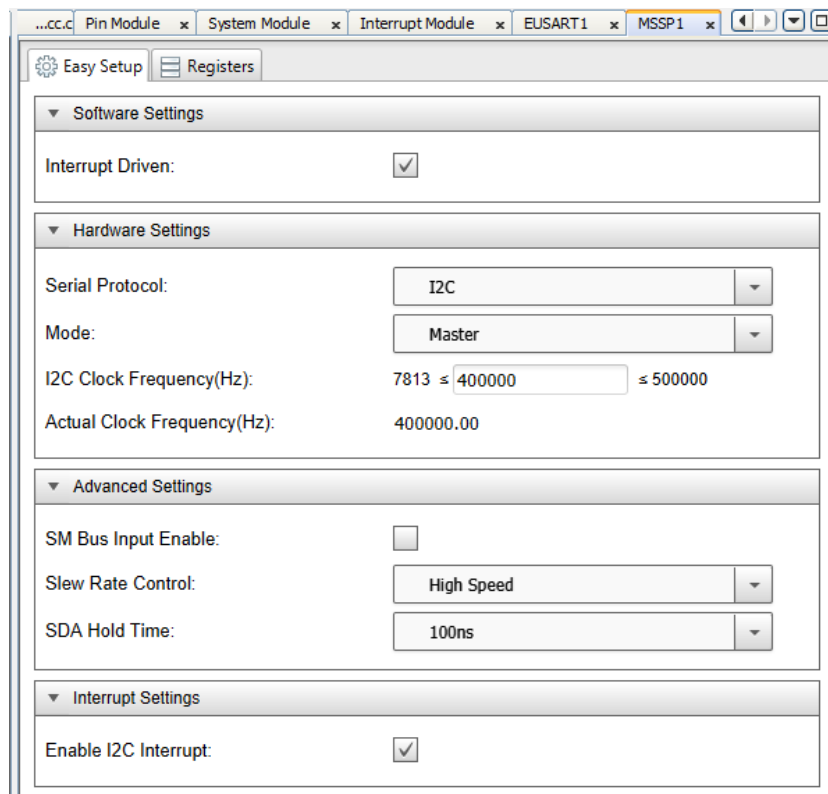 ...cc.c Pin Module x System Module x Interrupt Module x EUSART1 x MSSP1 x
Easy Setup Registers
Software Settings
Interrupt Driven:
Hardware Settings
Serial Protocol: I2C
Mode: Master
I2C Clock Frequency(Hz): 7813 ≤ 400000 ≤ 500000
Actual Clock Frequency(Hz): 400000.00
Advanced Settings
SM Bus Input Enable:
Slew Rate Control: High Speed
SDA Hold Time: 100ns
Interrupt Settings
Enable I2C Interrupt: